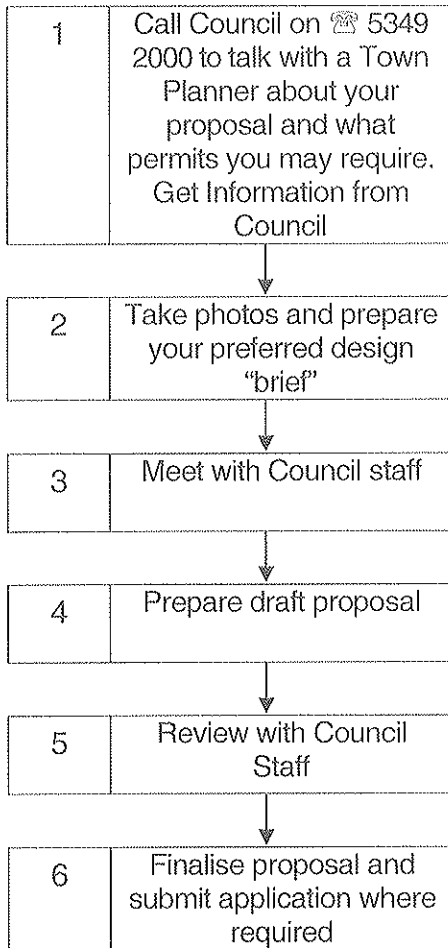 1
Call Council on ☏ 5349
2000 to talk with a Town
Planner about your
proposal and what
permits you may require.
Get Information from
Council
2
Take photos and prepare
your preferred design
“brief”
3
Meet with Council staff
4
Prepare draft proposal
5
Review with Council
Staff
6
Finalise proposal and
submit application where
required